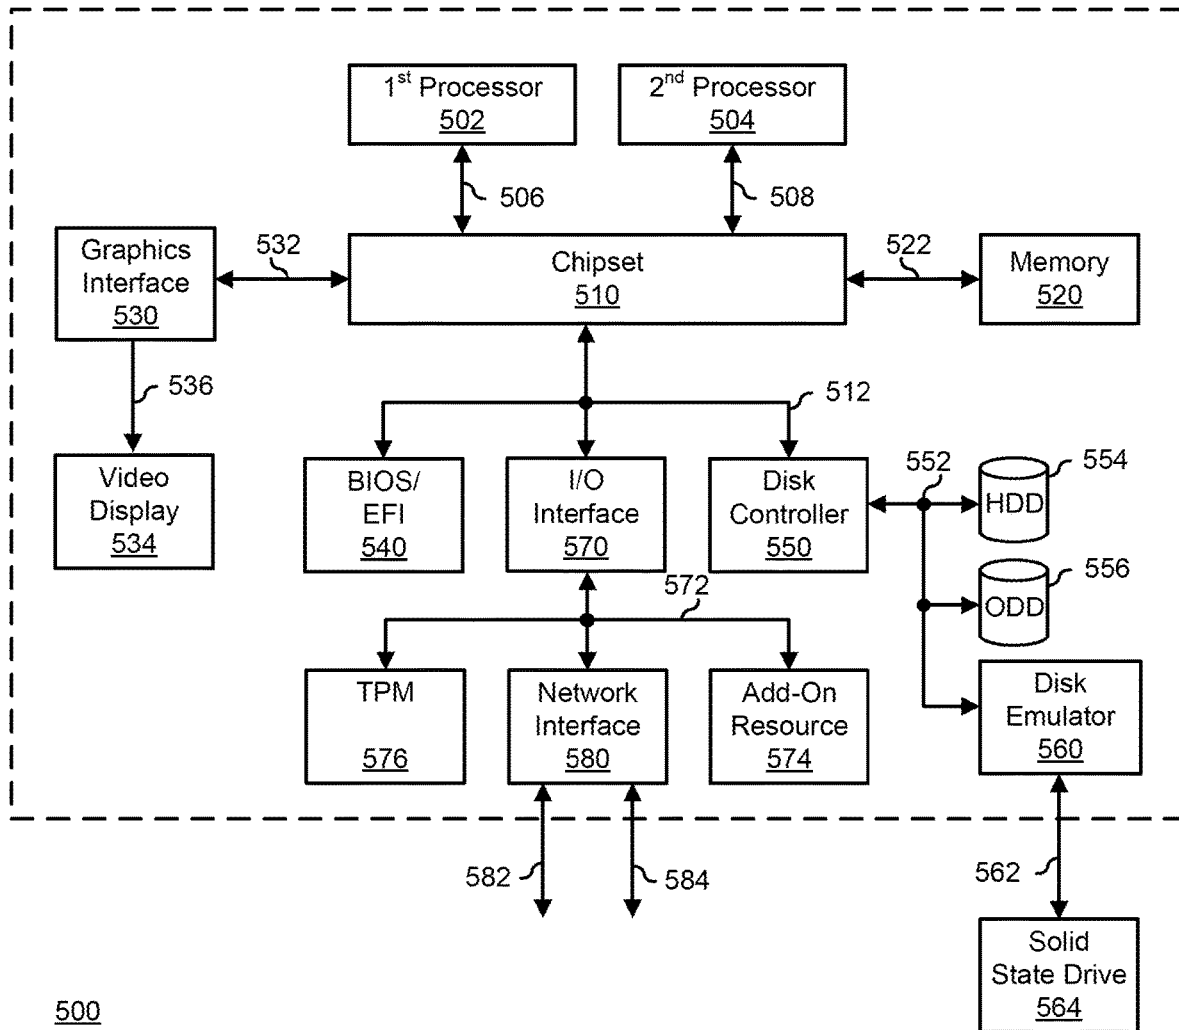 1st Processor
502
2nd Processor
504
506
508
Graphics
Interface
530
532
Chipset
510
522
Memory
520
536
512
Video
Display
534
BIOS/
EFI
540
I/O
Interface
570
Disk
Controller
550
552
HDD
554
ODD
556
572
TPM
576
Network
Interface
580
Add-On
Resource
574
Disk
Emulator
560
582
584
562
Solid
State Drive
564
500